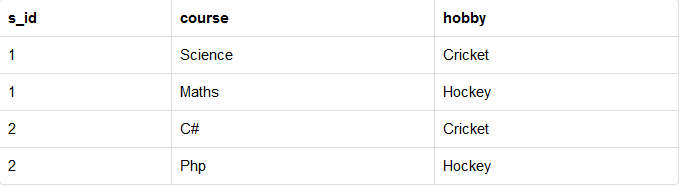 s_id course hobby
1 Science Cricket
1 Maths Hockey
2 C# Cricket
2 Php Hockey